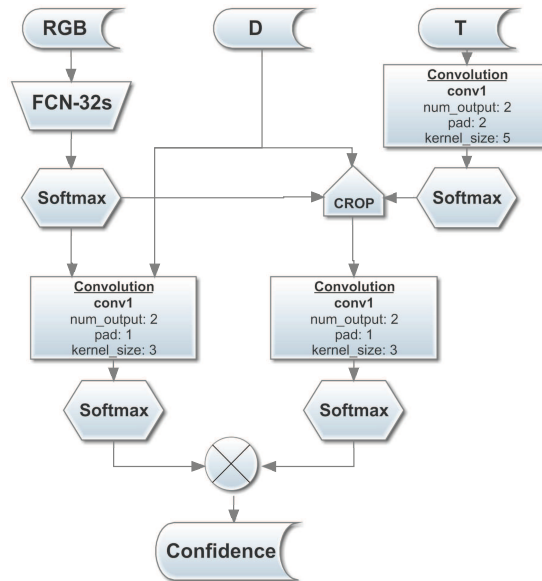 RGB
D
T
FCN-32s
Convolution
conv1
num_output: 2
pad: 2
kernel_size: 5
Softmax
CROP
Softmax
Convolution
conv1
num_output: 2
pad: 1
kernel_size: 3
Convolution
conv1
num_output: 2
pad: 1
kernel_size: 3
Softmax
Softmax
Confidence